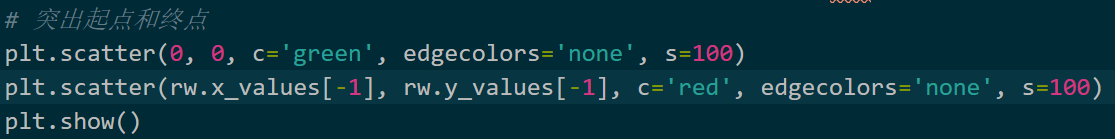 # 突出起点和终点
plt.scatter(0, 0, c='green', edgecolors='none', s=100)
plt.scatter(rw.x_values[-1], rw.y_values[-1], c='red', edgecolors='none', s=100)
plt.show()